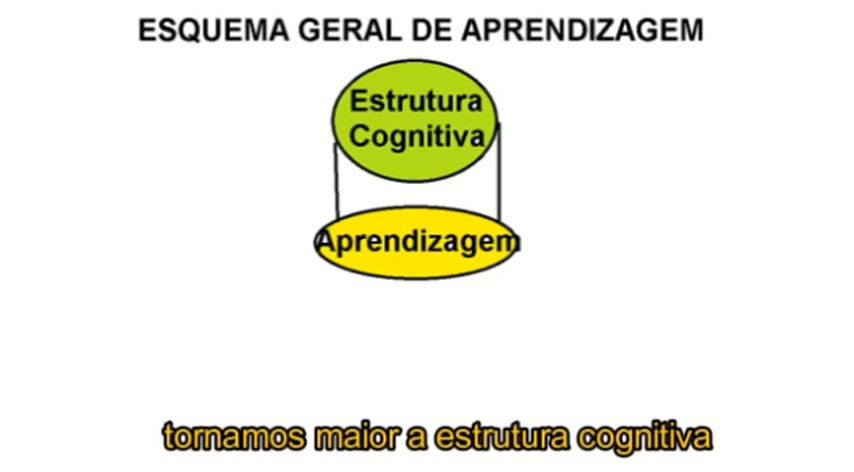 ESQUEMA GERAL DE APRENDIZAGEM
Estrutura
Cognitiva
Aprendizagem
tornamos maior a estrutura cognitiva